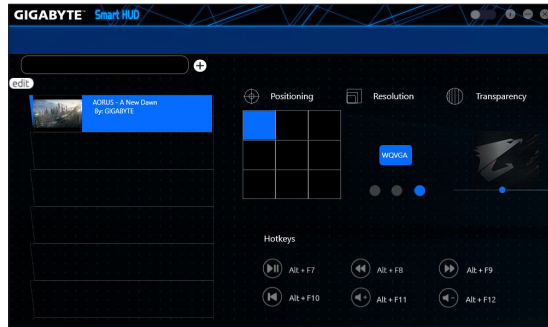 GIGABYTE™ Smart HUD
edit
AORUS - A New Dawn
By: GIGABYTE
Positioning
Resolution
Transparency
WQVGA
Hotkeys
Alt + F7
Alt + F8
Alt + F9
Alt + F10
Alt + F11
Alt + F12